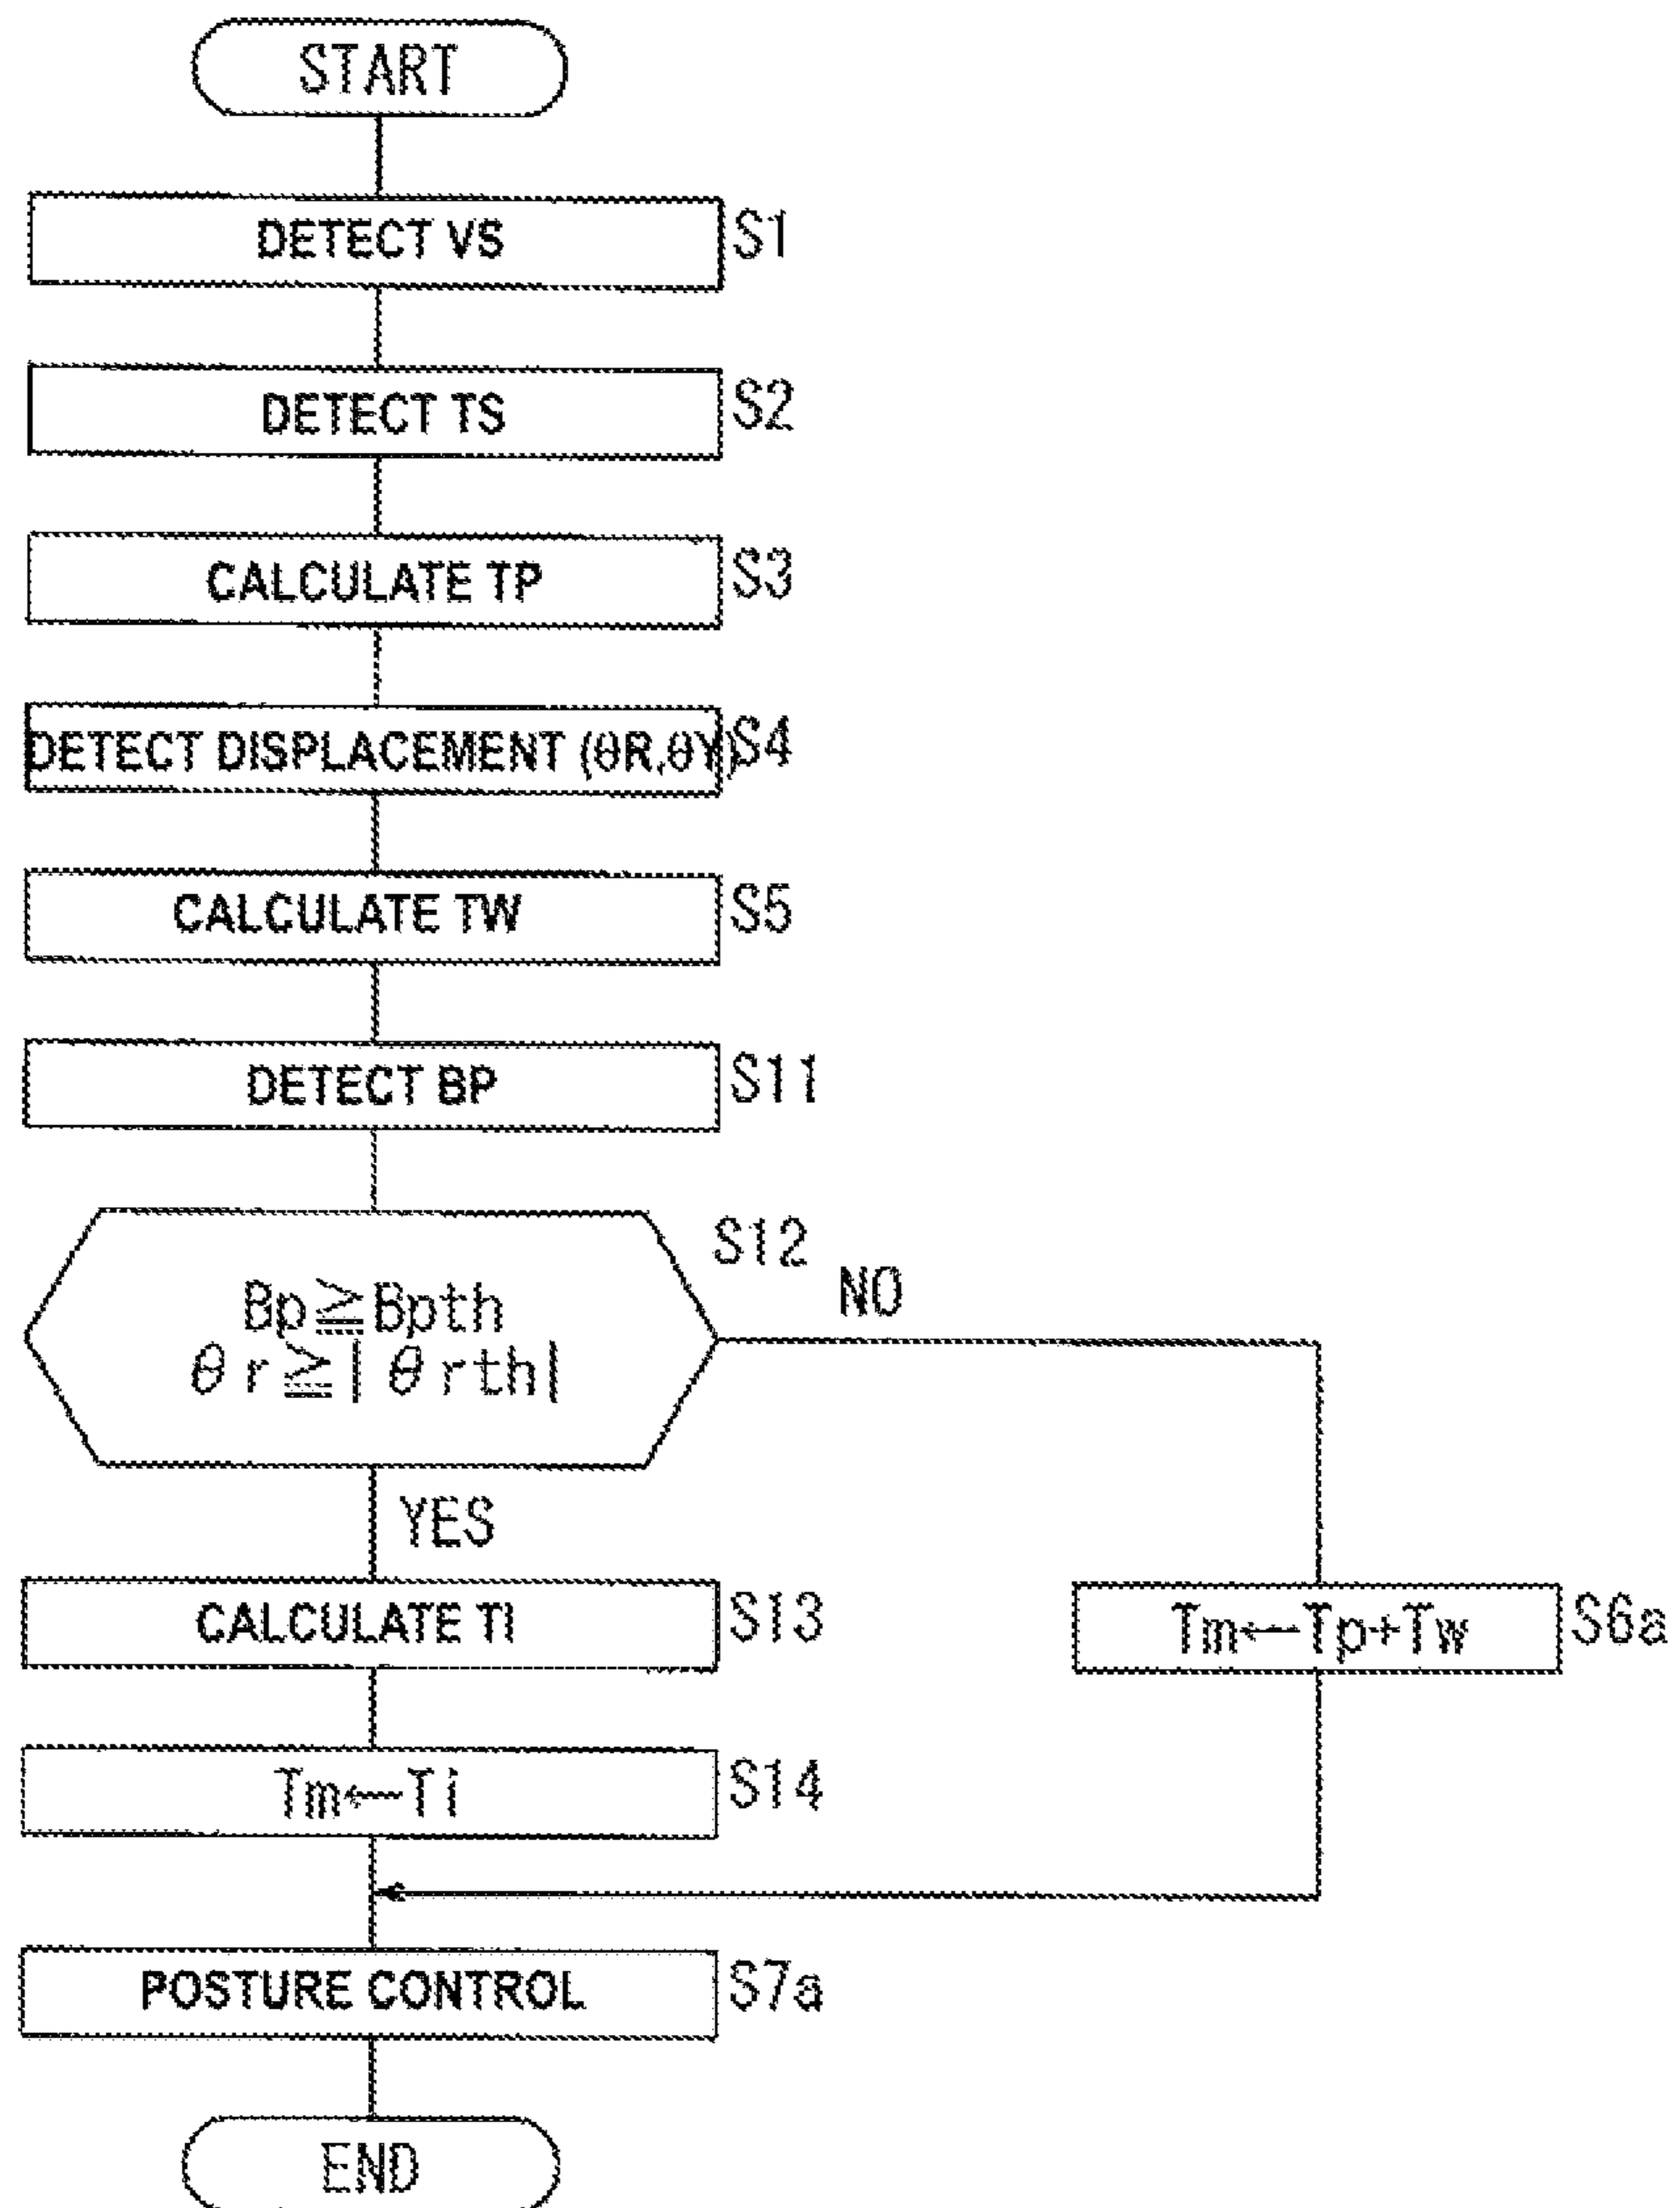 START
DETECT VS
S1
DETECT TS
S2
CALCULATE TP
S3
DETECT DISPLACEMENT (θR,θY)
S4
CALCULATE TW
S5
DETECT BP
S11
S12
Bp≧Bpth
θr≧|θrth|
NO
YES
CALCULATE TI
S13
Tm←Tp+Tw
S6a
Tm←Ti
S14
POSTURE CONTROL
S7a
END